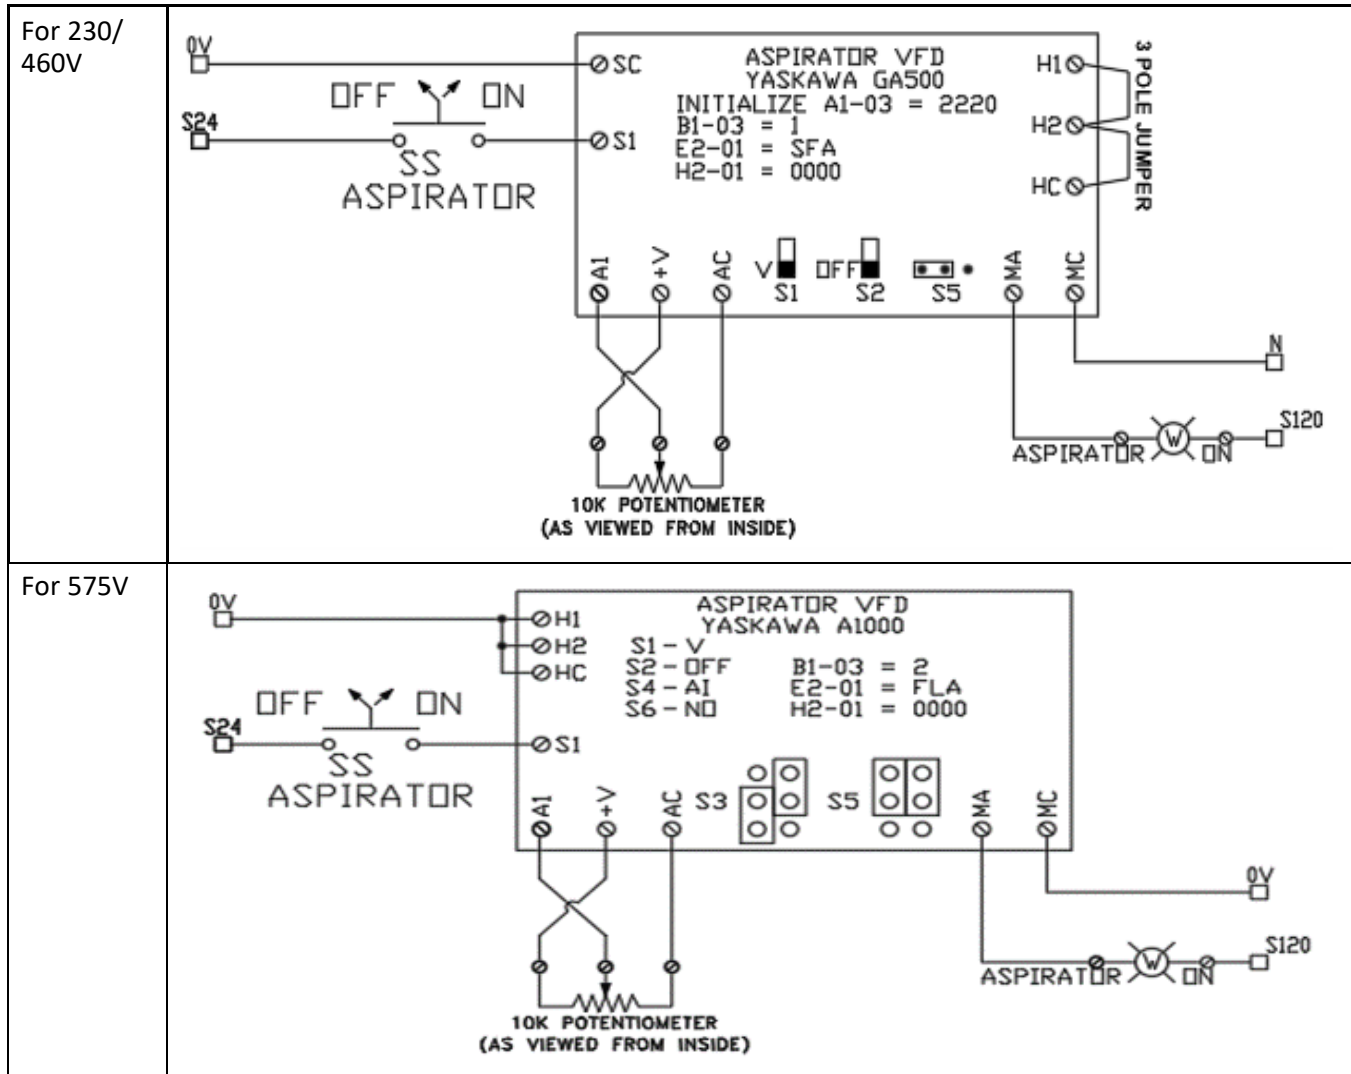 For 230/
460V
0V
S24
OFF ON
SS
ASPIRATOR
SC
S1
ASPIRATOR VFD
YASKAWA GA500
INITIALIZE A1-03 = 2220
B1-03 = 1
E2-01 = SFA
H2-01 = 0000
H1
H2
HC
3 POLE JUMPER
A1
+V
AC
V
S1
OFF
S2
S5
MA
MC
N
S120
ASPIRATOR W ON
10K POTENTIOMETER
(AS VIEWED FROM INSIDE)
For 575V
0V
S24
OFF ON
SS
ASPIRATOR
H1
H2
HC
S1
ASPIRATOR VFD
YASKAWA A1000
S1 - V
S2 - OFF B1-03 = 2
S4 - AI E2-01 = FLA
S6 - NO H2-01 = 0000
A1
+V
AC
S3
S5
MA
MC
0V
S120
ASPIRATOR W ON
10K POTENTIOMETER
(AS VIEWED FROM INSIDE)